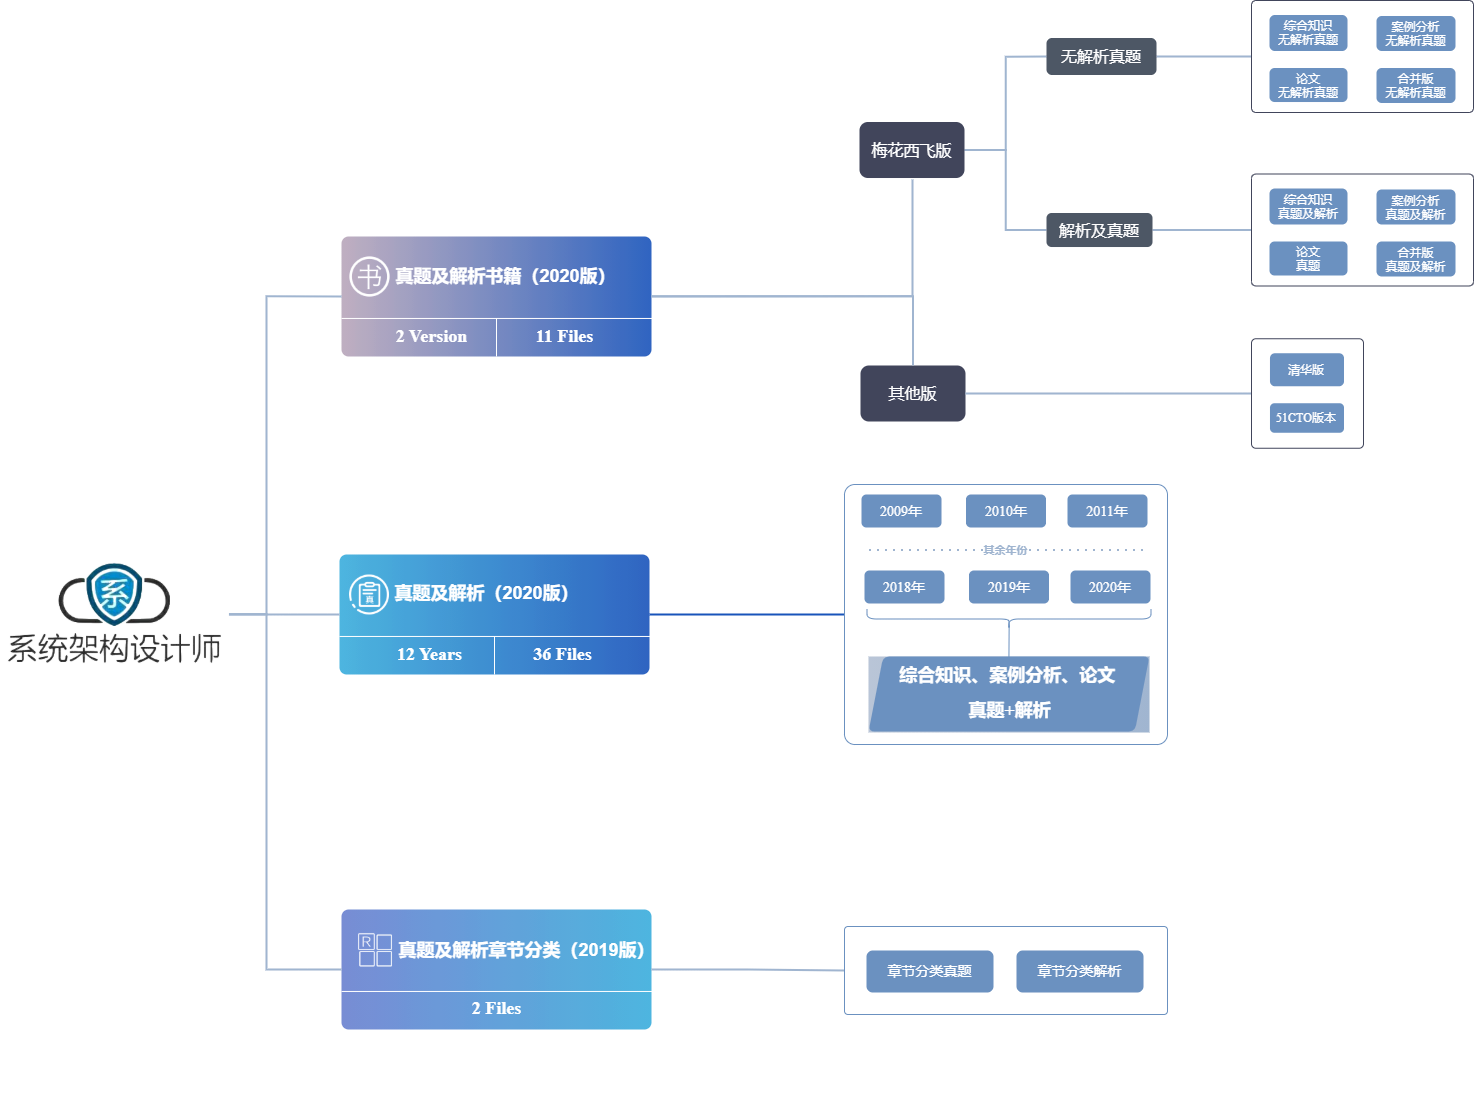 系
系统架构设计师
书
真题及解析书籍（2020版）
2 Version
11 Files
梅花西飞版
无解析真题
综合知识
无解析真题
案例分析
无解析真题
论文
无解析真题
合并版
无解析真题
解析及真题
综合知识
真题及解析
案例分析
真题及解析
论文
真题
合并版
真题及解析
其他版
清华版
51CTO版本
真
真题及解析（2020版）
12 Years
36 Files
2009年
2010年
2011年
其余年份
2018年
2019年
2020年
综合知识、案例分析、论文
真题+解析
R
真题及解析章节分类（2019版）
2 Files
章节分类真题
章节分类解析